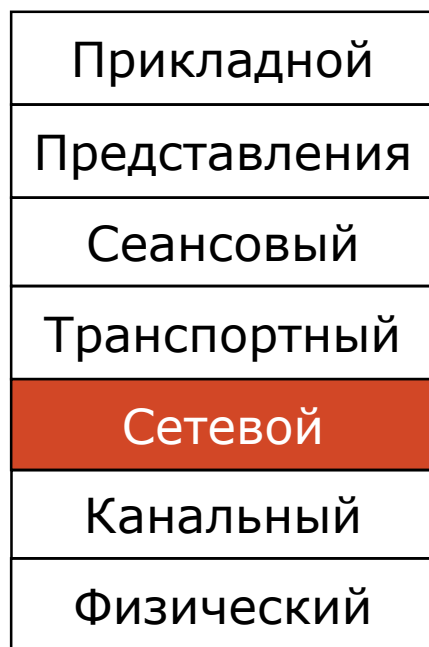 Прикладной
Представления
Сеансовый
Транспортный
Сетевой
Канальный
Физический